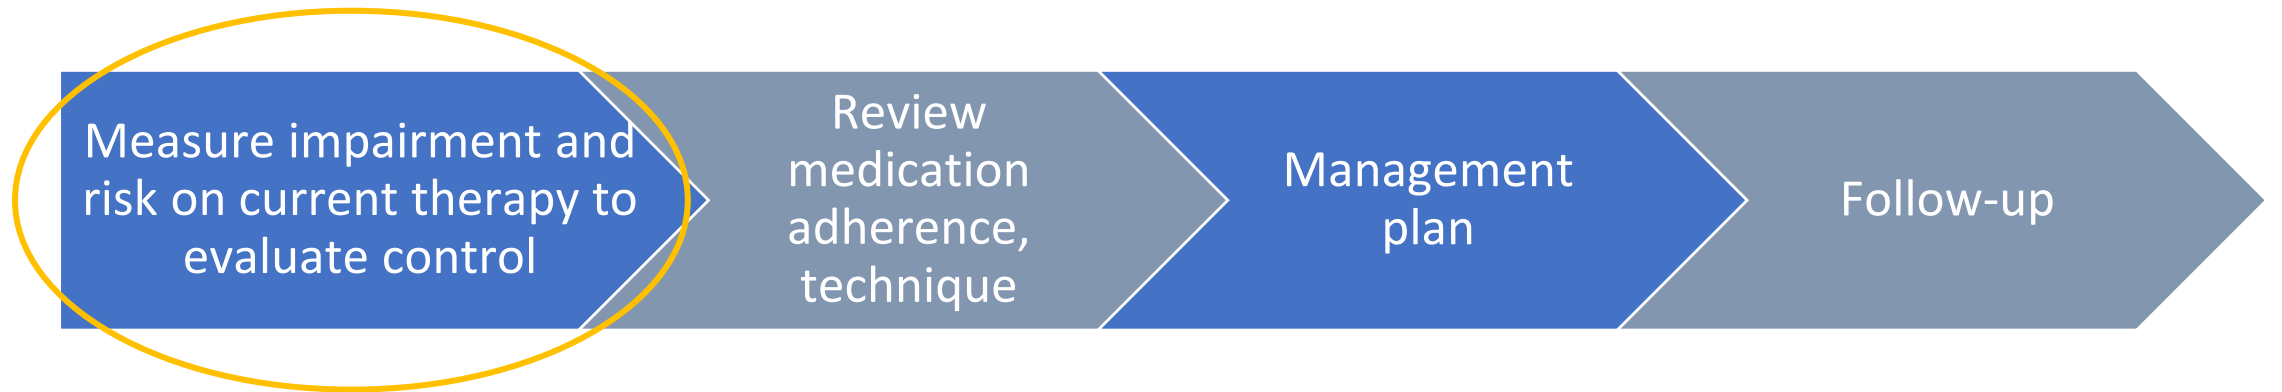 Measure impairment and
risk on current therapy to
evaluate control
Review
medication
adherence,
technique
Management
plan
Follow-up